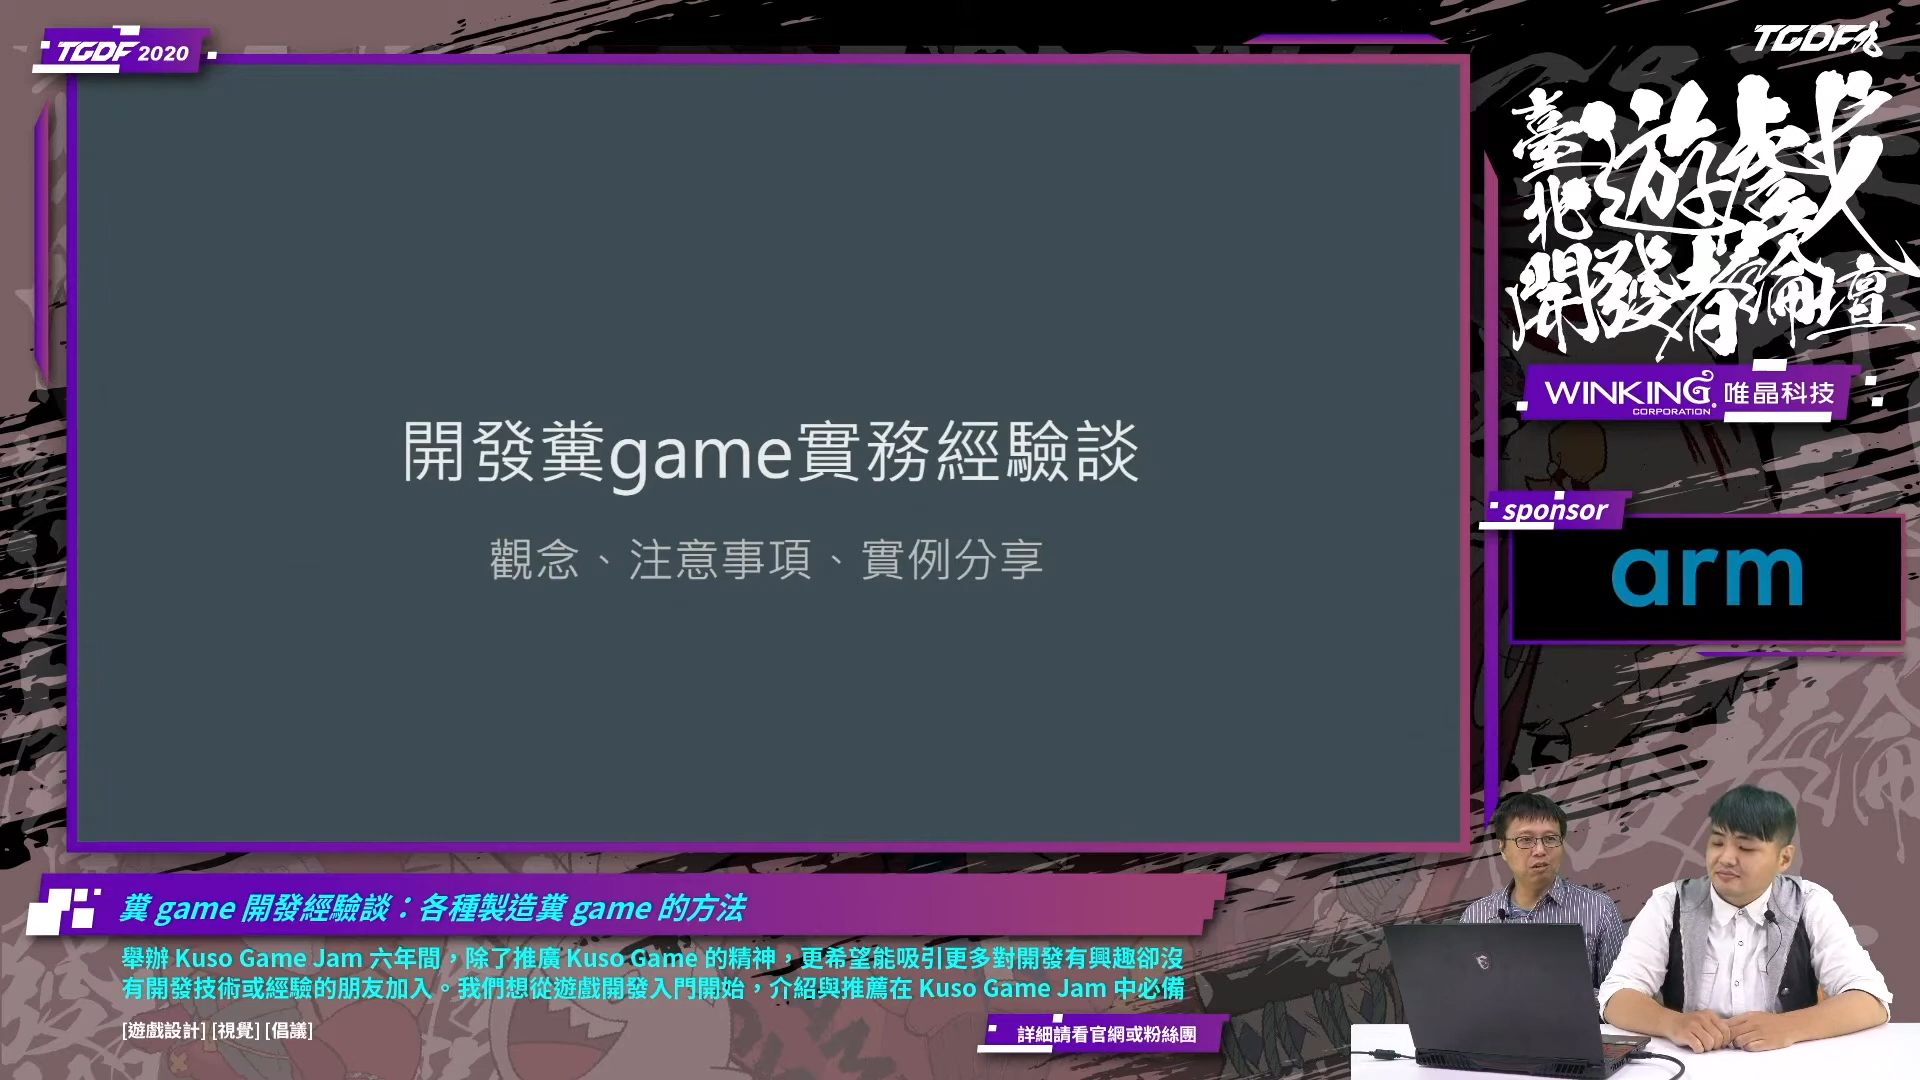 TGDF 2020
TGDF九
臺北遊戲開發者論壇
WINKING CORPORATION 唯晶科技
開發糞game實務經驗談
觀念、注意事項、實例分享
sponsor
arm
糞 game 開發經驗談：各種製造糞 game 的方法
舉辦 Kuso Game Jam 六年間，除了推廣 Kuso Game 的精神，更希望能吸引更多對開發有興趣卻沒
有開發技術或經驗的朋友加入。我們想從遊戲開發入門開始，介紹與推薦在 Kuso Game Jam 中必備
[遊戲設計] [視覺] [倡議]
詳細請看官網或粉絲團